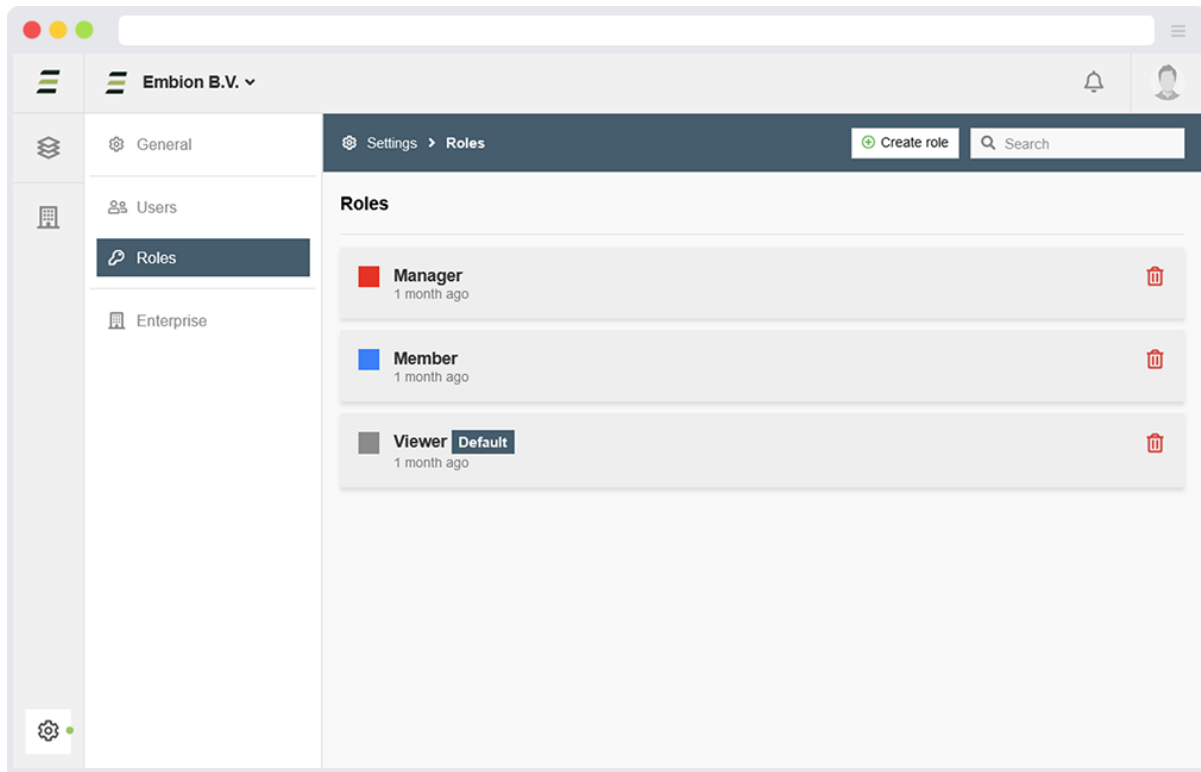 Embion B.V.
General
Users
Roles
Enterprise
Settings > Roles
Create role
Search
Roles
Manager
1 month ago
Member
1 month ago
Viewer Default
1 month ago